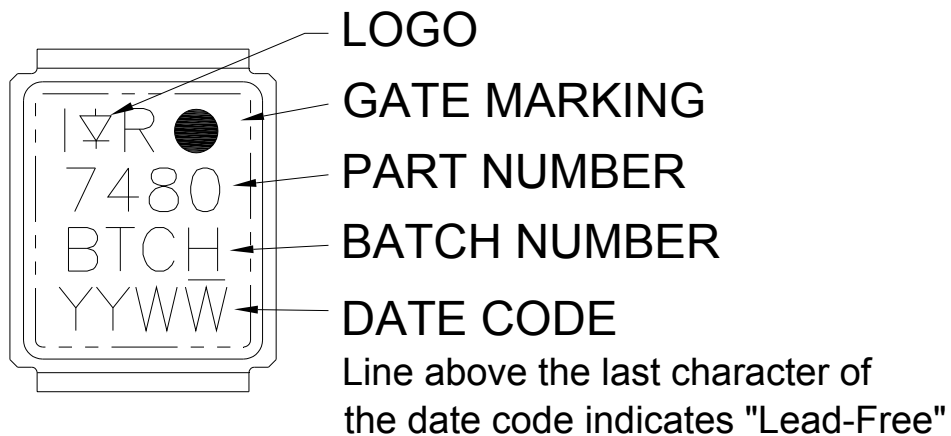 LOGO
I R
GATE MARKING
7480
PART NUMBER
BTCH
BATCH NUMBER
YYWW
DATE CODE
Line above the last character of
the date code indicates "Lead-Free"